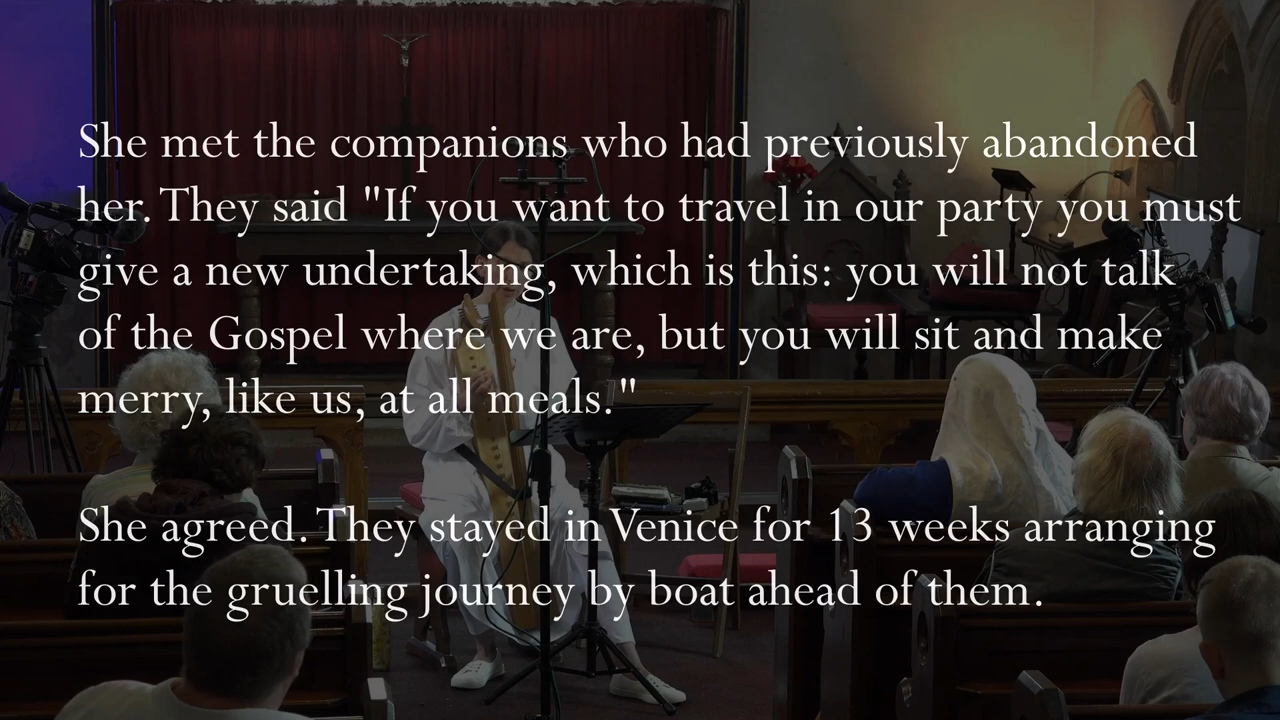 She met the companions who had previously abandoned
her. They said "If you want to travel in our party you must
give a new undertaking, which is this: you will not talk
of the Gospel where we are, but you will sit and make
merry, like us, at all meals."
She agreed. They stayed in Venice for 13 weeks arranging
for the gruelling journey by boat ahead of them.